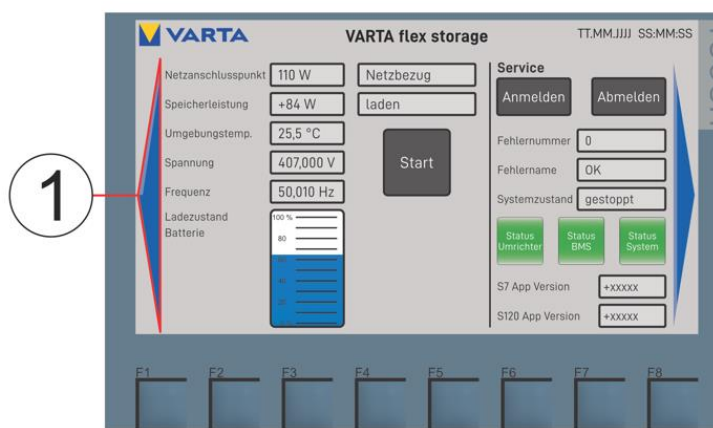 VARTA
VARTA flex storage
TT.MM.JJJJ SS:MM:SS
1
Netzanschlusspunkt 110 W Netzbezug
Speicherleistung +84 W laden
Umgebungstemp. 25,5 °C
Spannung 407,000 V
Frequenz 50,010 Hz
Ladezustand
Batterie
100 %
80
40
20
Start
Service
Anmelden Abmelden
Fehlernummer 0
Fehlername OK
Systemzustand gestoppt
Status
Umrichter
Status
BMS
Status
System
S7 App Version +xxxxx
S120 App Version +xxxxx
F1 F2 F3 F4 F5 F6 F7 F8